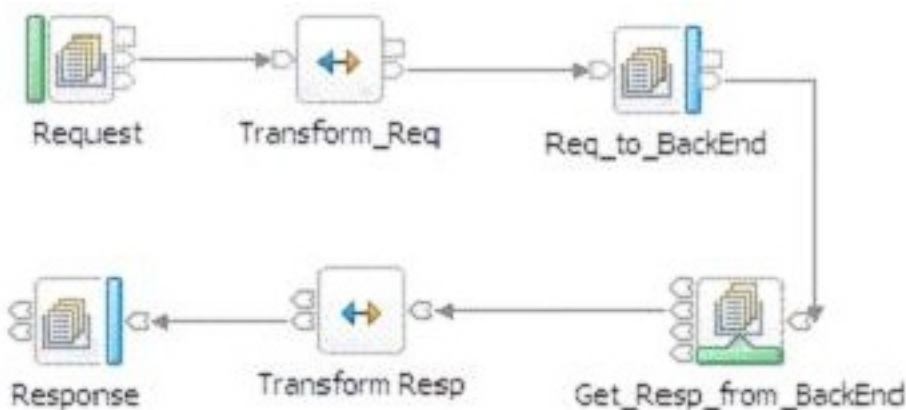 Request
Transform_Req
Req_to_BackEnd
Response
Transform Resp
Get_Resp_from_BackEnd